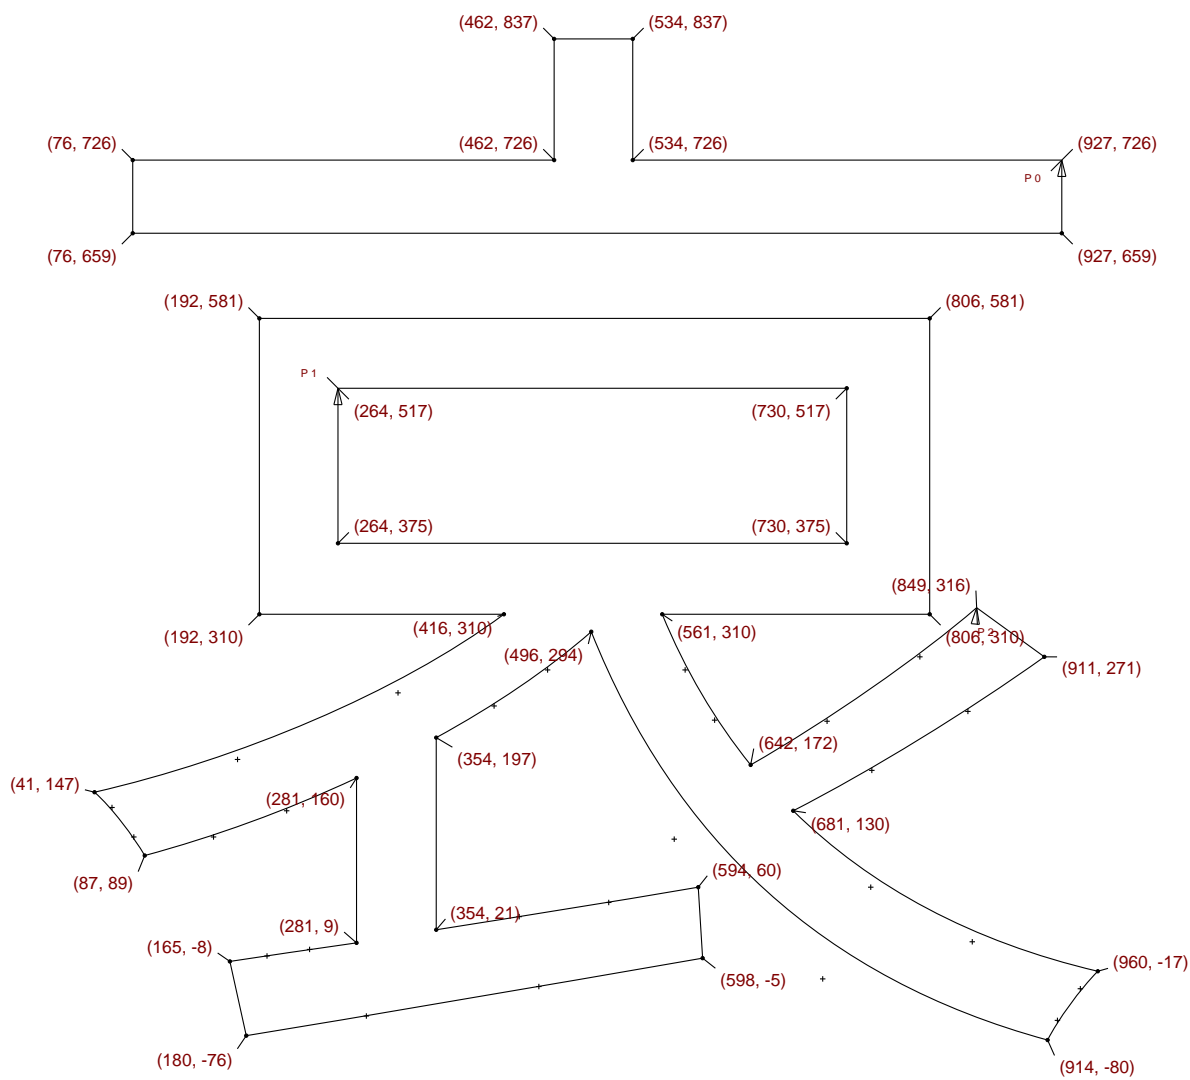 (462, 837) (534, 837)
(76, 726) (462, 726) (534, 726) (927, 726)
P0
(76, 659) (927, 659)
(192, 581) (806, 581)
P1
(264, 517) (730, 517)
(264, 375) (730, 375)
(849, 316)
(192, 310) (416, 310) (561, 310) P2 (806, 310)
(496, 294) (911, 271)
(354, 197) (642, 172)
(41, 147) (281, 160)
(681, 130)
(87, 89) (594, 60)
(354, 21)
(281, 9)
(165, -8) (960, -17)
(598, -5)
(180, -76) (914, -80)